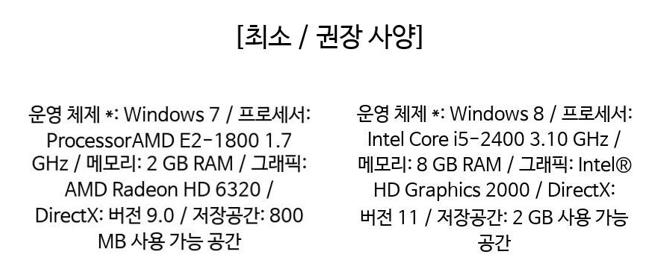 [최소 / 권장 사양]
운영 체제 *: Windows 7 / 프로세서:
ProcessorAMD E2-1800 1.7
GHz / 메모리: 2 GB RAM / 그래픽:
AMD Radeon HD 6320 /
DirectX: 버전 9.0 / 저장공간: 800
MB 사용 가능 공간
운영 체제 *: Windows 8 / 프로세서:
Intel Core i5-2400 3.10 GHz /
메모리: 8 GB RAM / 그래픽: Intel®
HD Graphics 2000 / DirectX:
버전 11 / 저장공간: 2 GB 사용 가능
공간